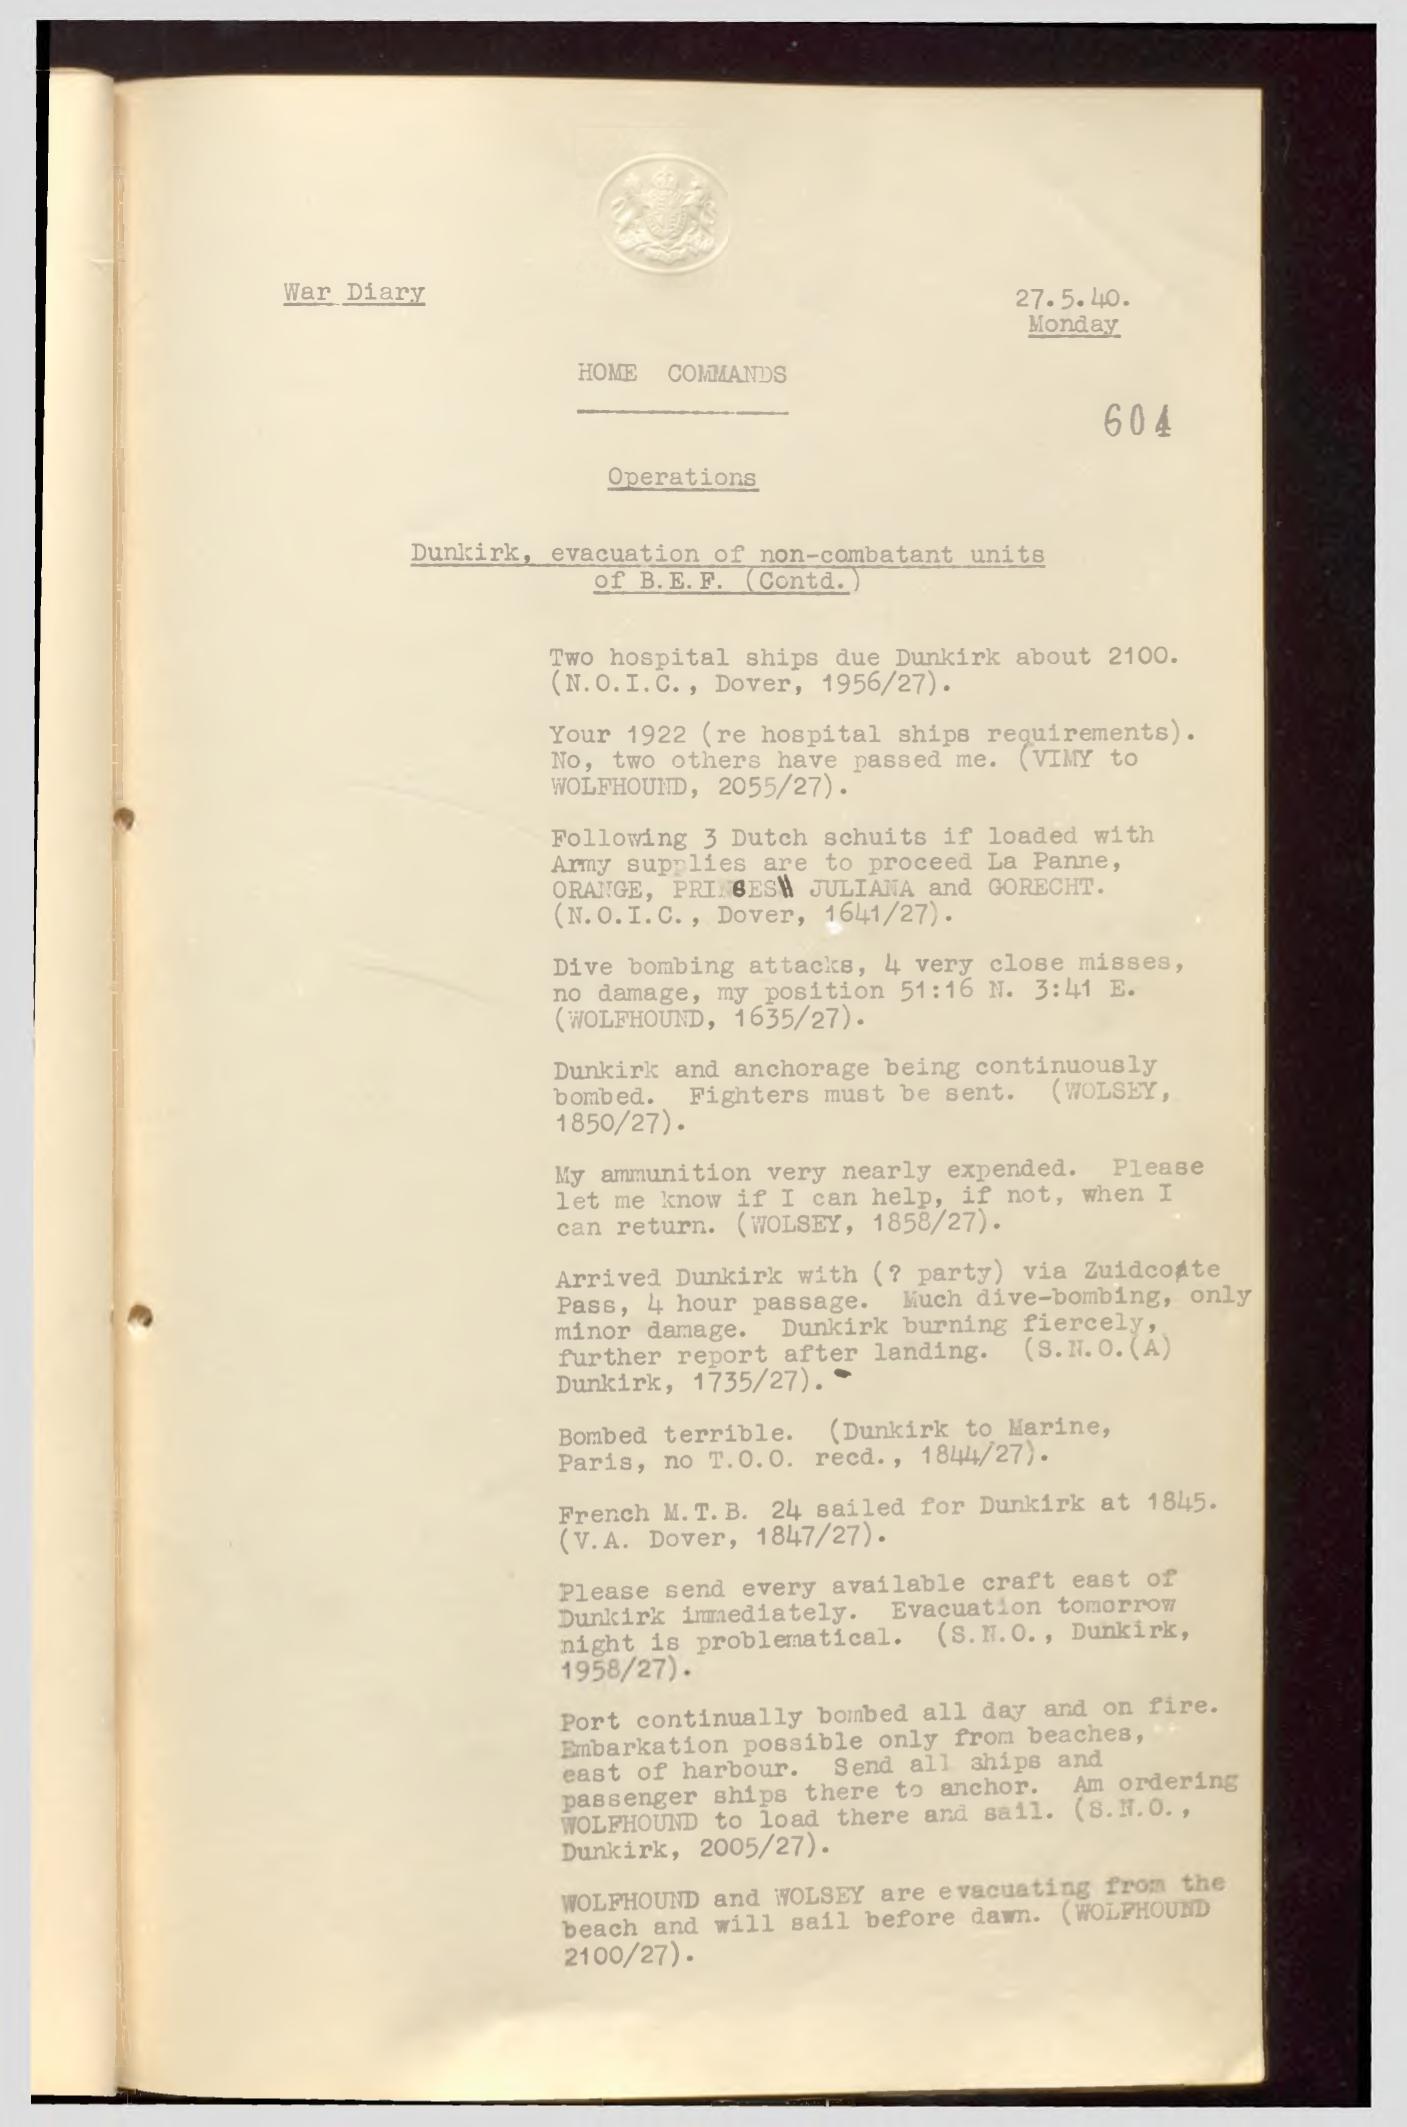 War Diary
27.5.40.
Monday
HOME COMMANDS
604
Operations
Dunkirk, evacuation of non-combatant units
of B.E.F. (Contd.)
Two hospital ships due Dunkirk about 2100.
(N.O.I.C., Dover, 1956/27).
Your 1922 (re hospital ships requirements).
No, two others have passed me. (VIMY to
WOLFHOUND, 2055/27).
Following 3 Dutch schuits if loaded with
Army supplies are to proceed La Panne,
ORANGE, JULIANA and GORECHT.
(N.O.I.C., Dover, 1641/27).
Dive bombing attacks, 4 very close misses,
no damage, my position 51:16 N. 3:41 E.
(WOLFHOUND, 1635/27).
Dunkirk and anchorage being continuously
bombed. Fighters must be sent. (WOLSEY,
1850/27).
My ammunition very nearly expended. Please
let me know if I can help, if not, when I
can return. (WOLSEY, 1858/27).
Arrived Dunkirk with (? party) via Zuidcote
Pass, 4 hour passage. Much dive-bombing, only
minor damage. Dunkirk burning fiercely,
further report after landing. (S.N.O.(A)
Dunkirk, 1735/27).
Bombed terrible. (Dunkirk to Marine,
Paris, no T.O.O. recd., 1844/27).
French M.T.B. 24 sailed for Dunkirk at 1845.
(V.A. Dover, 1847/27).
Please send every available craft east of
Dunkirk immediately. Evacuation tomorrow
night is problematical. (S.N.O., Dunkirk,
1958/27).
Port continually bombed all day and on fire.
Embarkation possible only from beaches,
east of harbour. Send all ships and
passenger ships there to anchor. Am ordering
WOLFHOUND to load there and sail. (S.N.O.,
Dunkirk, 2005/27).
WOLFHOUND and WOLSEY are evacuating from the
beach and will sail before dawn. (WOLFHOUND
2100/27).